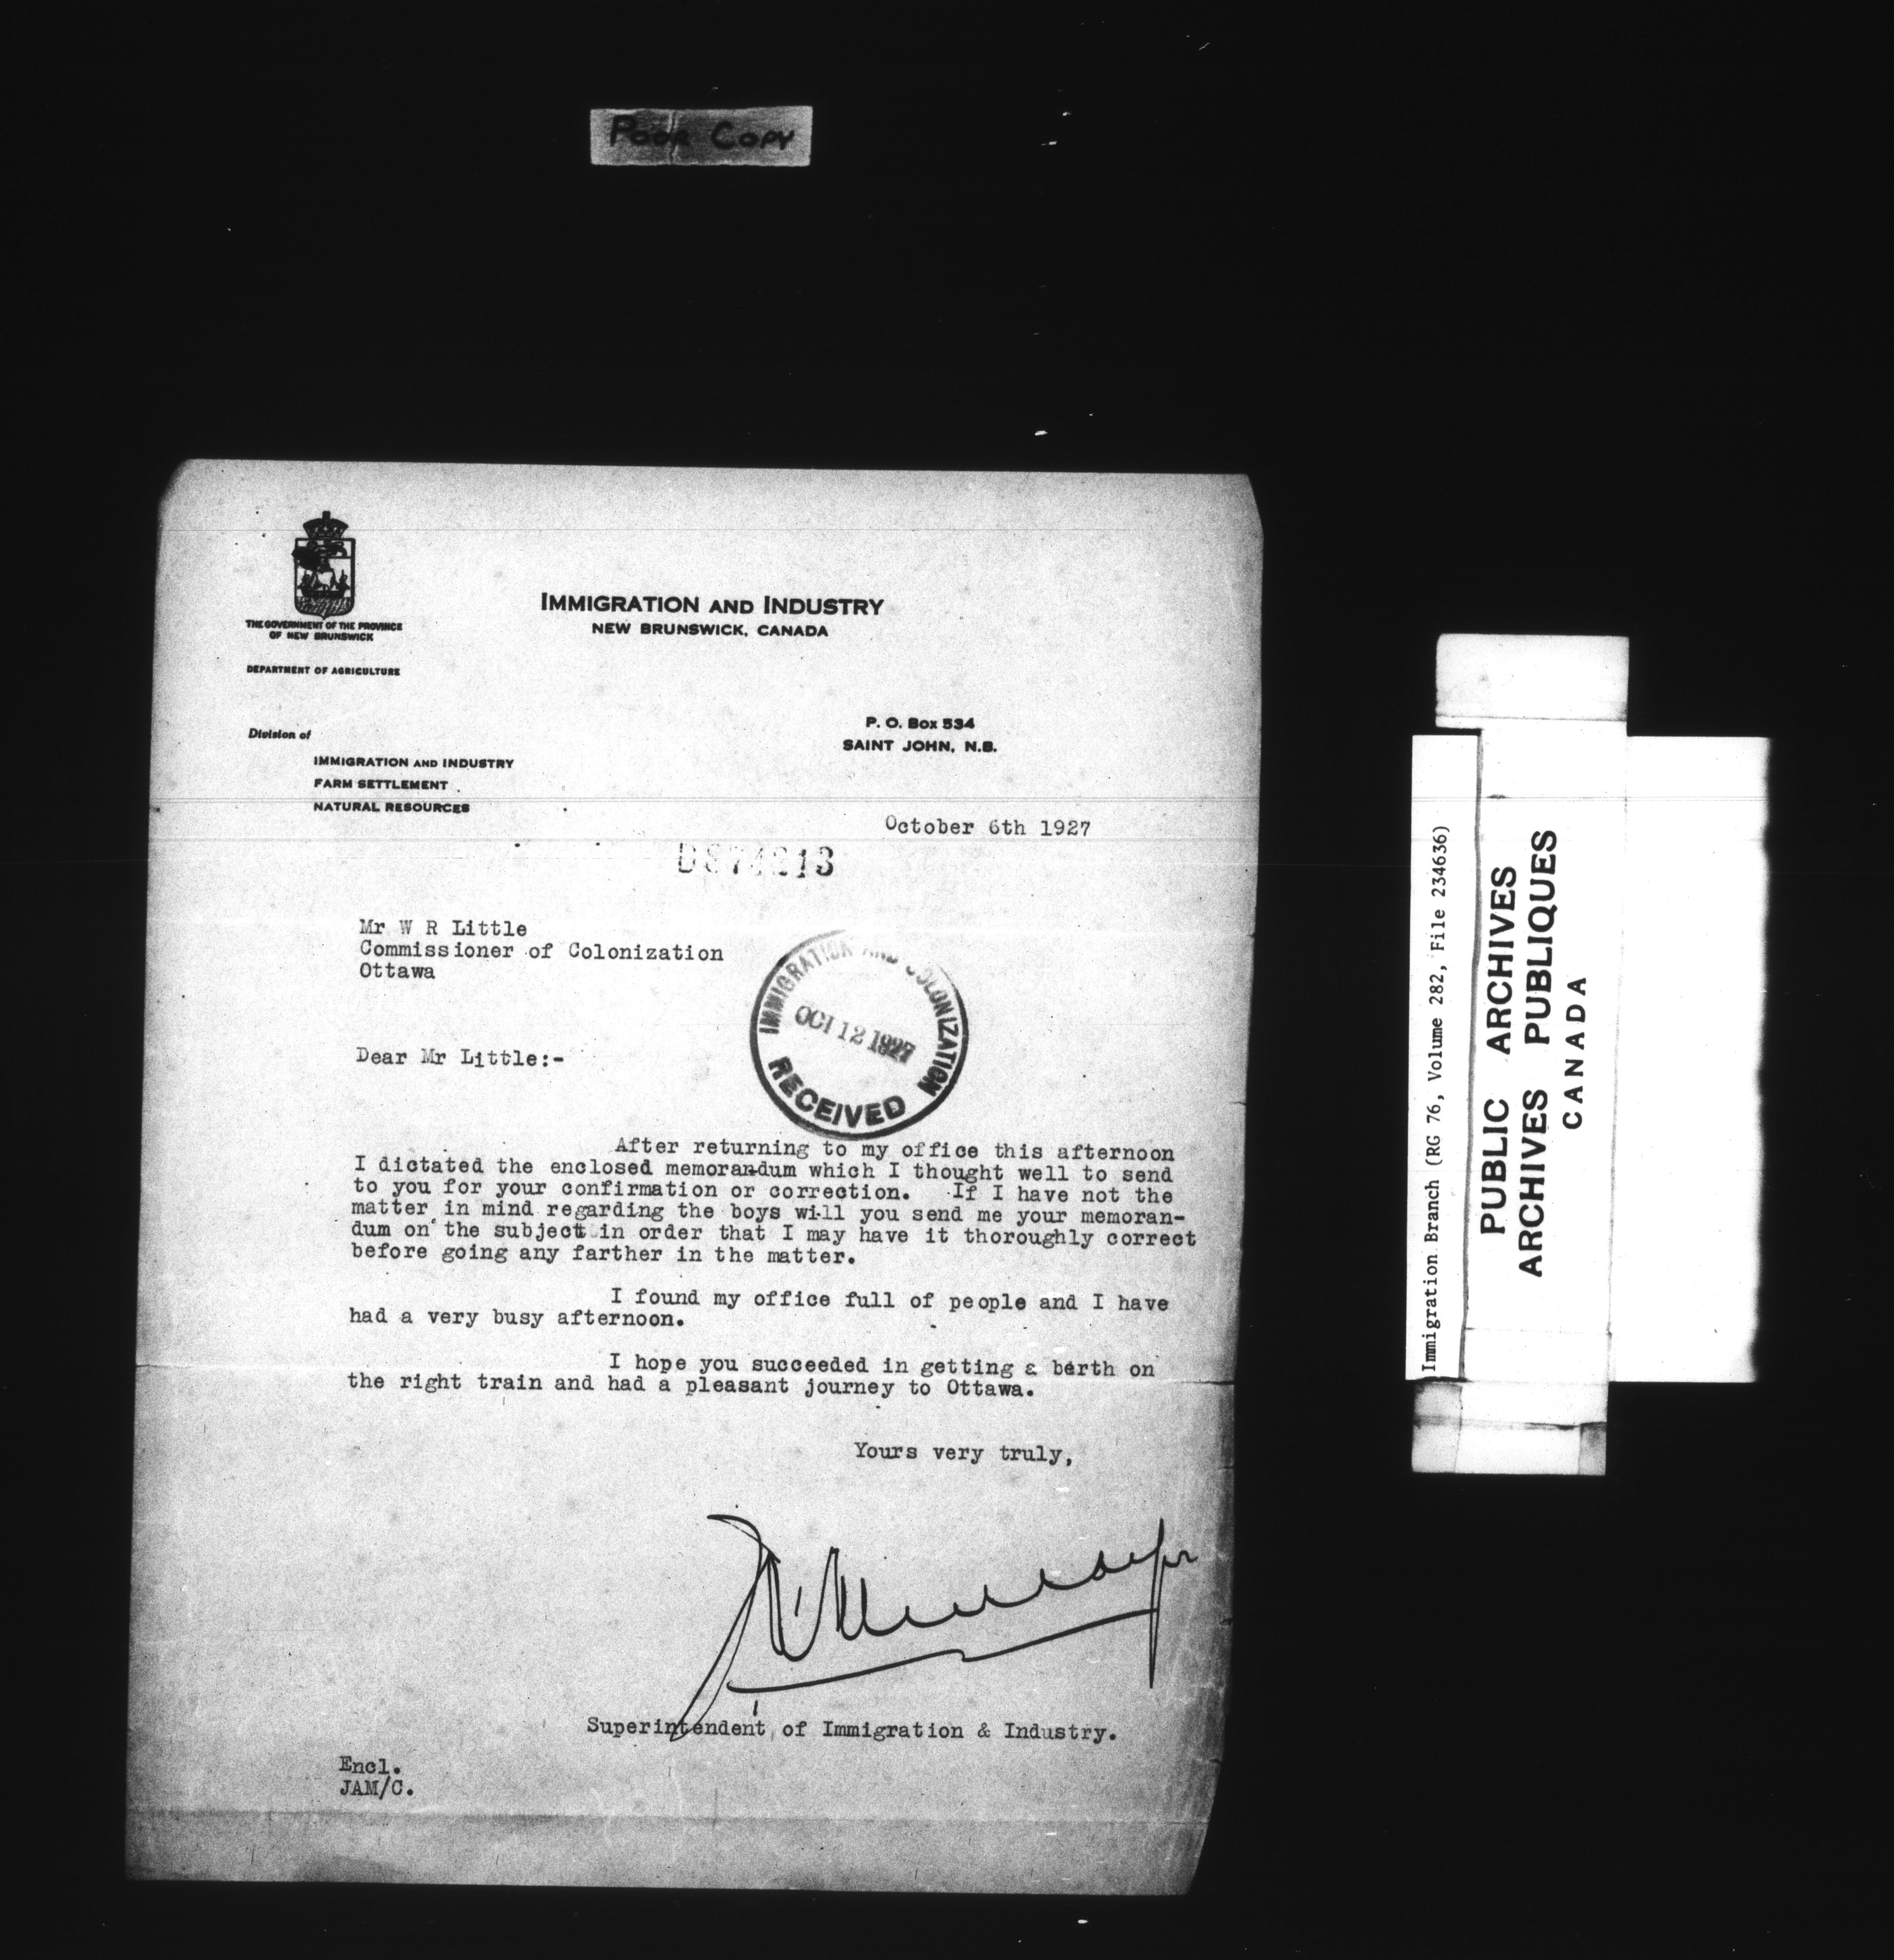 Poor Copy
THE GOVERNMENT OF THE PROVINCE
OF NEW BRUNSWICK
DEPARTMENT OF AGRICULTURE
IMMIGRATION AND INDUSTRY
NEW BRUNSWICK, CANADA
Division of
IMMIGRATION AND INDUSTRY
FARM SETTLEMENT
NATURAL RESOURCES
P. O. Box 534
SAINT JOHN, N.B.
October 6th 1927
Mr W R Little
Commissioner of Colonization
Ottawa
IMMIGRATION AND COLONIZATION
OCT 12 1927
RECEIVED
Dear Mr Little:-
After returning to my office this afternoon
I dictated the enclosed memorandum which I thought well to send
to you for your confirmation or correction. If I have not the
matter in mind regarding the boys will you send me your memoran-
dum on the subject in order that I may have it thoroughly correct
before going any farther in the matter.
I found my office full of people and I have
had a very busy afternoon.
I hope you succeeded in getting a berth on
the right train and had a pleasant journey to Ottawa.
Yours very truly,
Superintendent of Immigration & Industry.
Encl.
JAM/C.
Immigration Branch (RG 76, Volume 282, File 234636)
PUBLIC ARCHIVES
ARCHIVES PUBLIQUES
CANADA